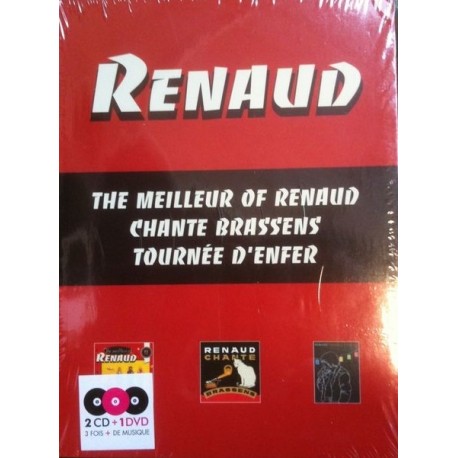 RENAUD
THE MEILLEUR OF RENAUD
CHANTE BRASSENS
TOURNÉE D'ENFER
RENAUD
RENAUD
CHANTE
BRASSENS
2 CD + 1 DVD
3 FOIS + DE MUSIQUE